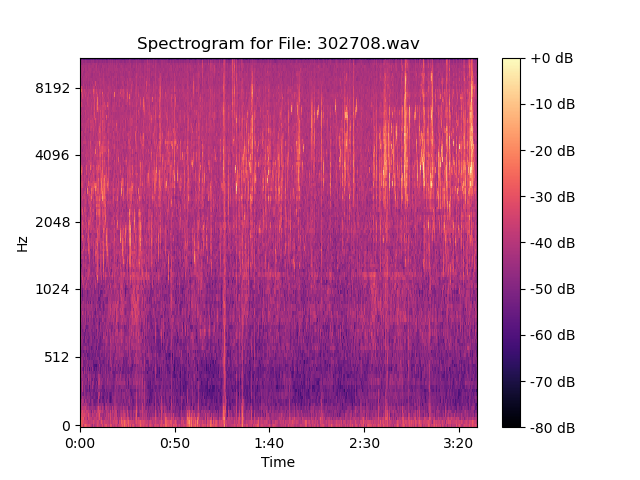 Spectrogram for File: 302708.wav
Hz
8192
4096
2048
1024
512
0
0:00 0:50 1:40 2:30 3:20
Time
+0 dB
-10 dB
-20 dB
-30 dB
-40 dB
-50 dB
-60 dB
-70 dB
-80 dB